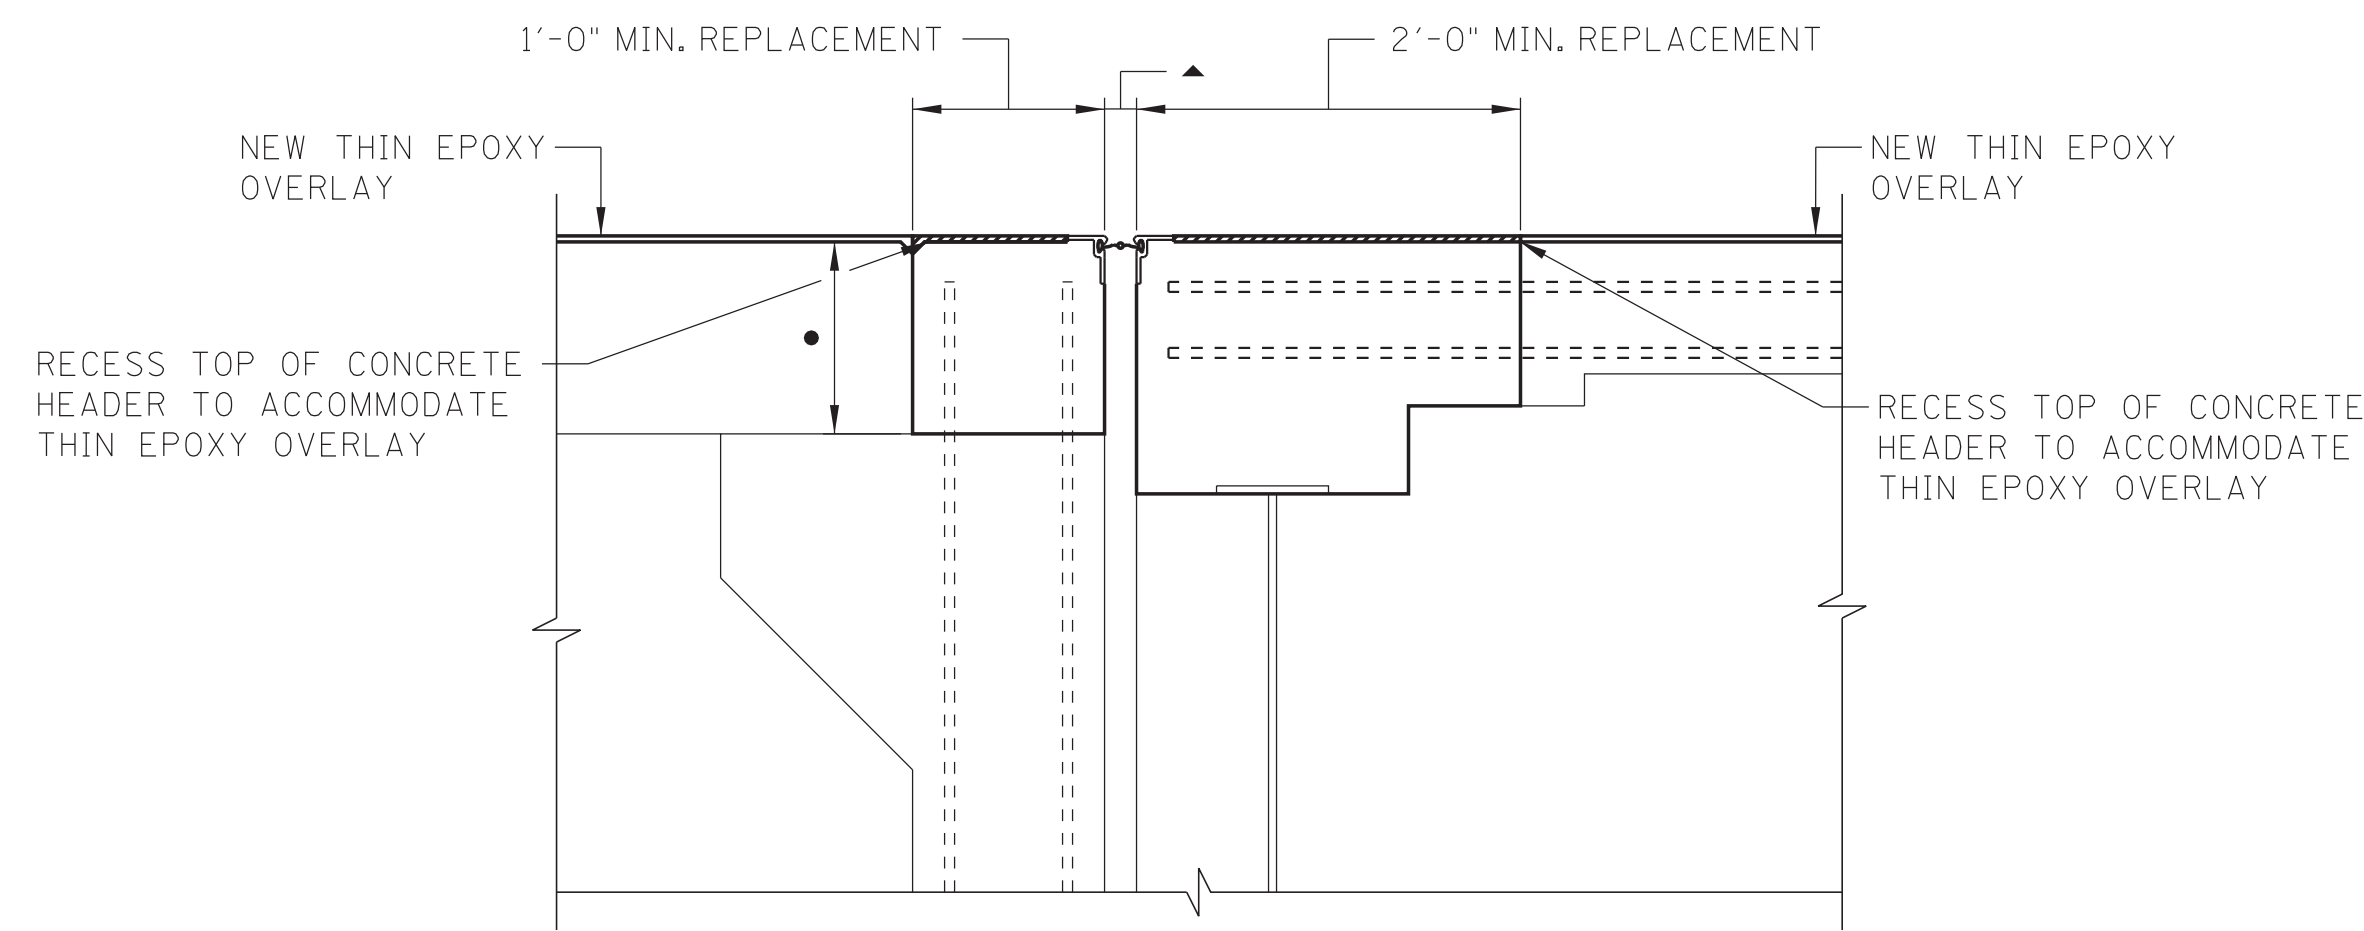 1'-0" MIN. REPLACEMENT
2'-0" MIN. REPLACEMENT
NEW THIN EPOXY
OVERLAY
NEW THIN EPOXY
OVERLAY
RECESS TOP OF CONCRETE
HEADER TO ACCOMMODATE
THIN EPOXY OVERLAY
RECESS TOP OF CONCRETE
HEADER TO ACCOMMODATE
THIN EPOXY OVERLAY